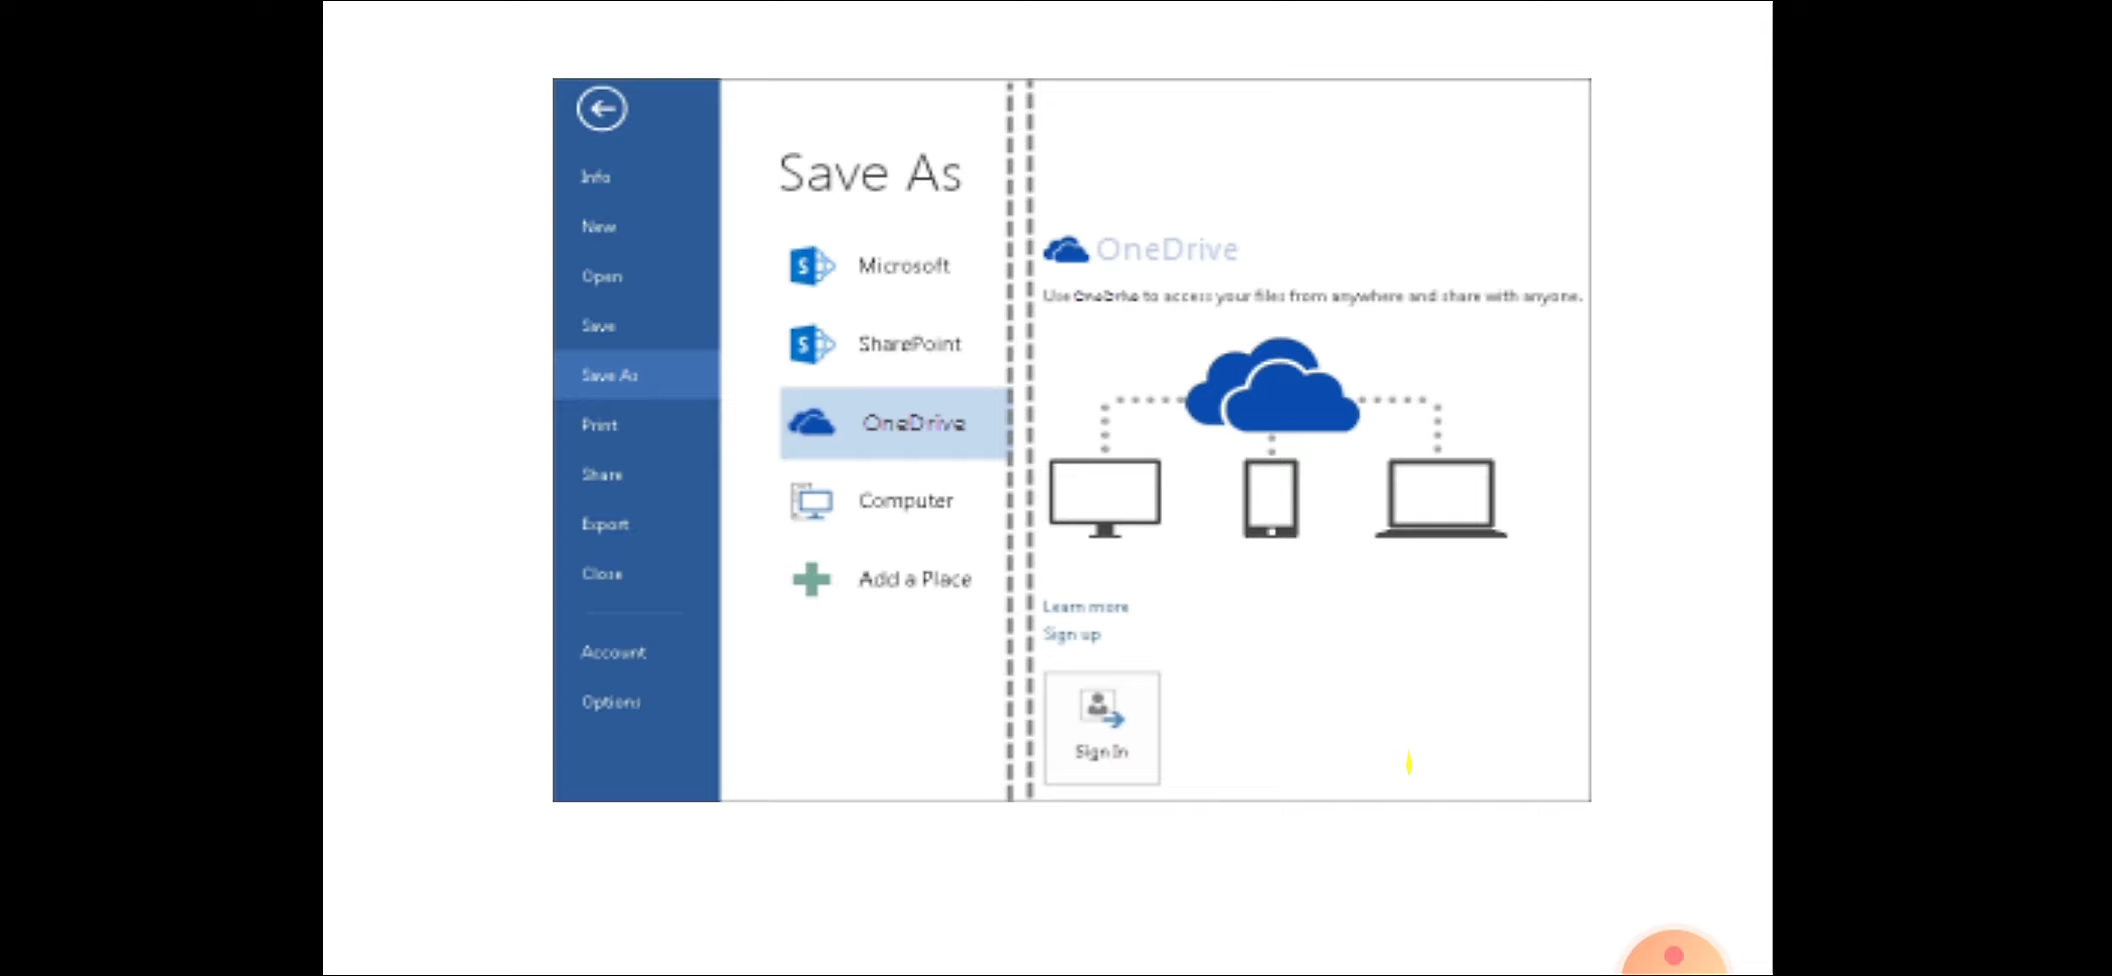 Info
New
Open
Save
Save As
Print
Share
Export
Close
Account
Options
Save As
Microsoft
SharePoint
OneDrive
Computer
Add a Place
OneDrive
Use OneDrive to access your files from anywhere and share with anyone.
Learn more
Sign up
Sign In